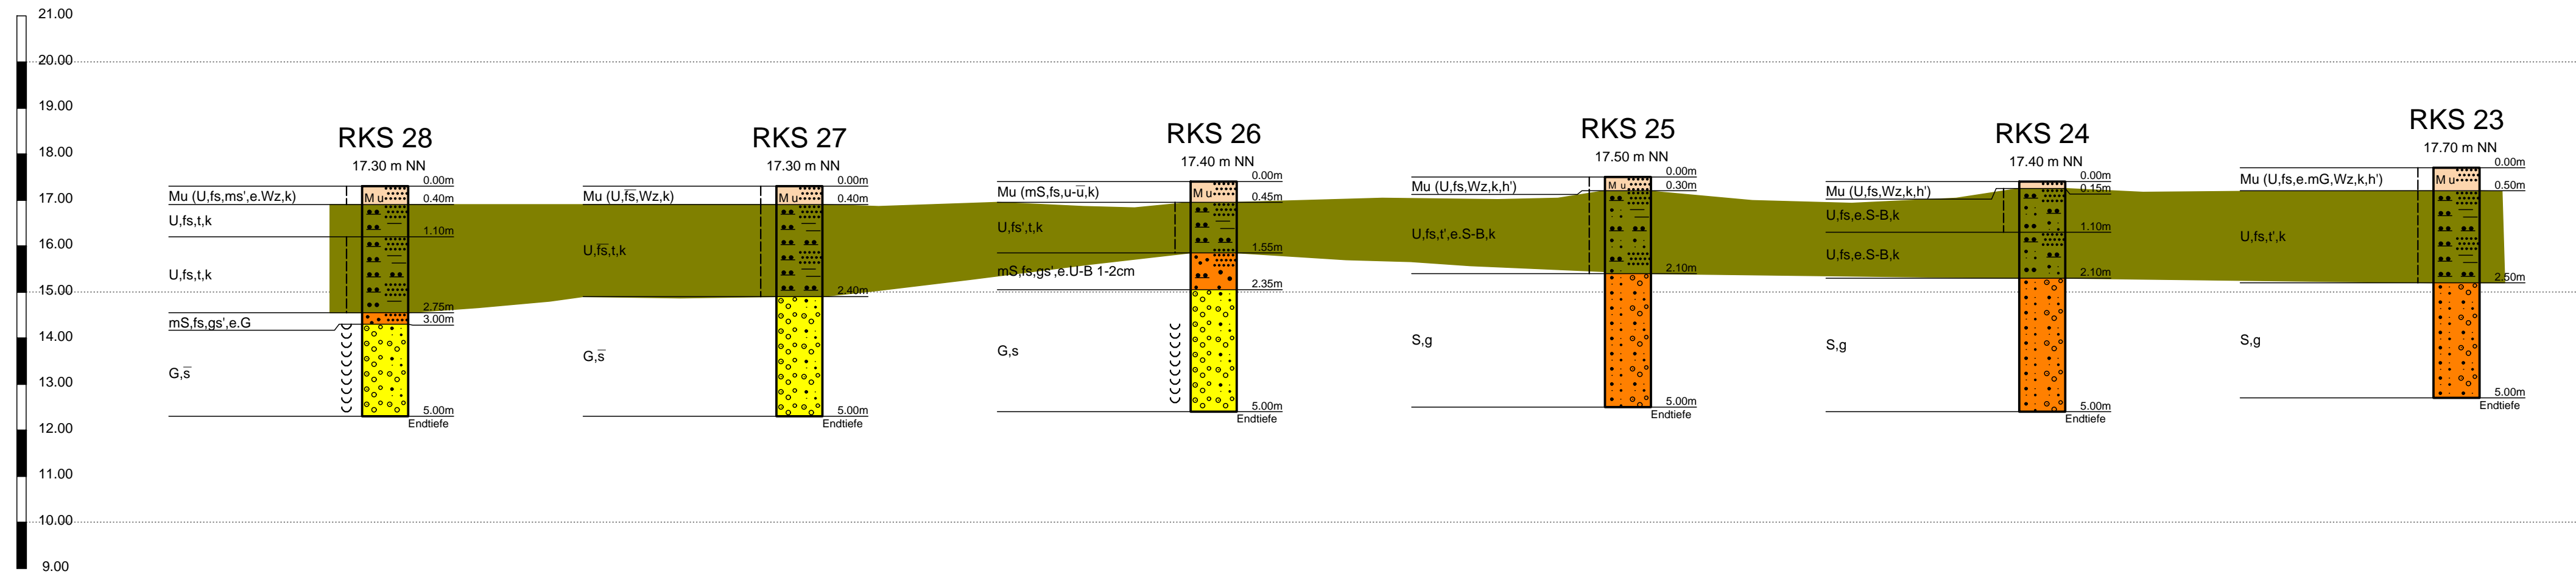 21.00
20.00
19.00
18.00
17.00
16.00
15.00
14.00
13.00
12.00
11.00
10.00
9.00
RKS 28
17.30 m NN
0.00m
Mu (U,fs,ms',e.Wz,k)
Mu
0.40m
U,fs,t,k
1.10m
U,fs,t,k
2.75m
mS,fs,gs',e.G
3.00m
G,s̅
5.00m
Endtiefe
RKS 27
17.30 m NN
0.00m
Mu (U,f̅s̅,Wz,k)
Mu
0.40m
U,f̅s̅,t,k
2.40m
G,s̅
5.00m
Endtiefe
RKS 26
17.40 m NN
0.00m
Mu (mS,fs,u-u̅,k)
Mu
0.45m
U,fs',t,k
1.55m
mS,fs,gs',e.U-B 1-2cm
2.35m
G,s
5.00m
Endtiefe
RKS 25
17.50 m NN
0.00m
Mu (U,fs,Wz,k,h')
Mu
0.30m
U,fs,t',e.S-B,k
2.10m
S,g
5.00m
Endtiefe
RKS 24
17.40 m NN
0.00m
Mu (U,fs,Wz,k,h')
0.15m
U,fs,e.S-B,k
1.10m
U,fs,e.S-B,k
2.10m
S,g
5.00m
Endtiefe
RKS 23
17.70 m NN
0.00m
Mu (U,fs,e.mG,Wz,k,h')
Mu
0.50m
U,fs,t',k
2.50m
S,g
5.00m
Endtiefe